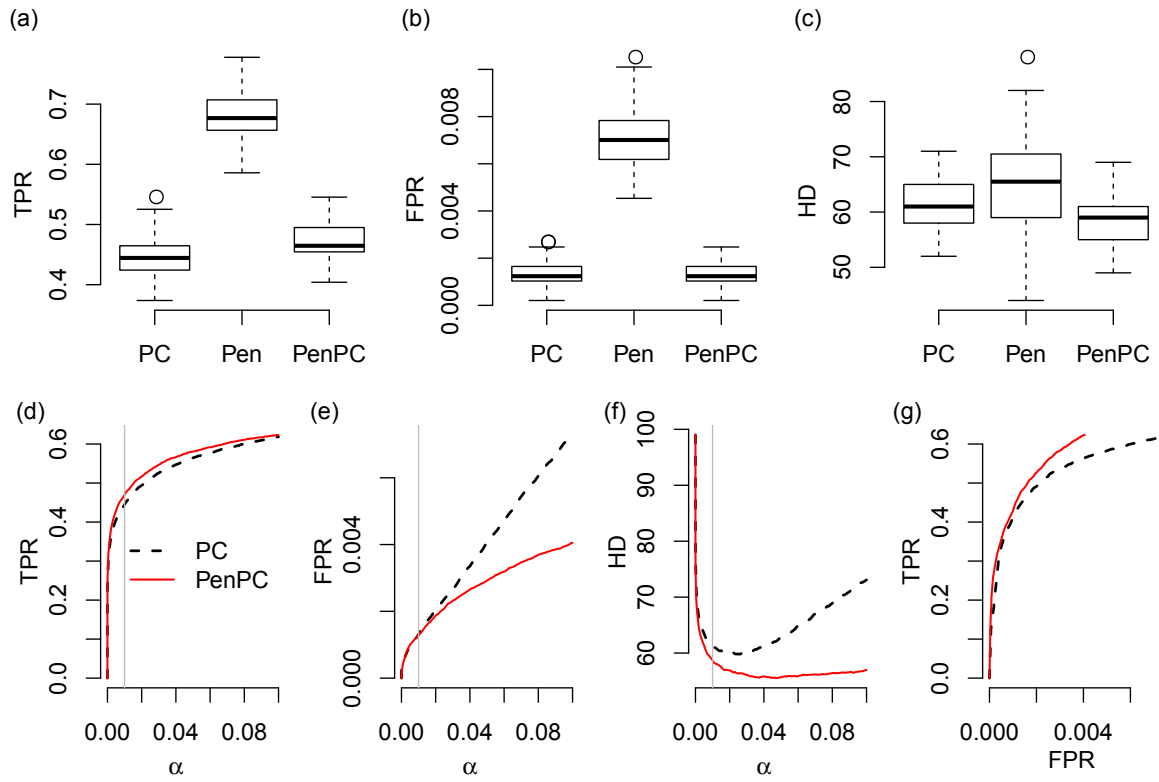 (a)
TPR
0.4 0.5 0.6 0.7
PC Pen PenPC
(b)
FPR
0.000 0.004 0.008
PC Pen PenPC
(c)
HD
50 60 70 80
PC Pen PenPC
(d)
TPR
0.0 0.2 0.4 0.6
PC
PenPC
0.00 0.04 0.08
α
(e)
FPR
0.000 0.004
0.00 0.04 0.08
α
(f)
HD
60 70 80 90 100
0.00 0.04 0.08
α
(g)
TPR
0.0 0.2 0.4 0.6
0.000 0.004
FPR